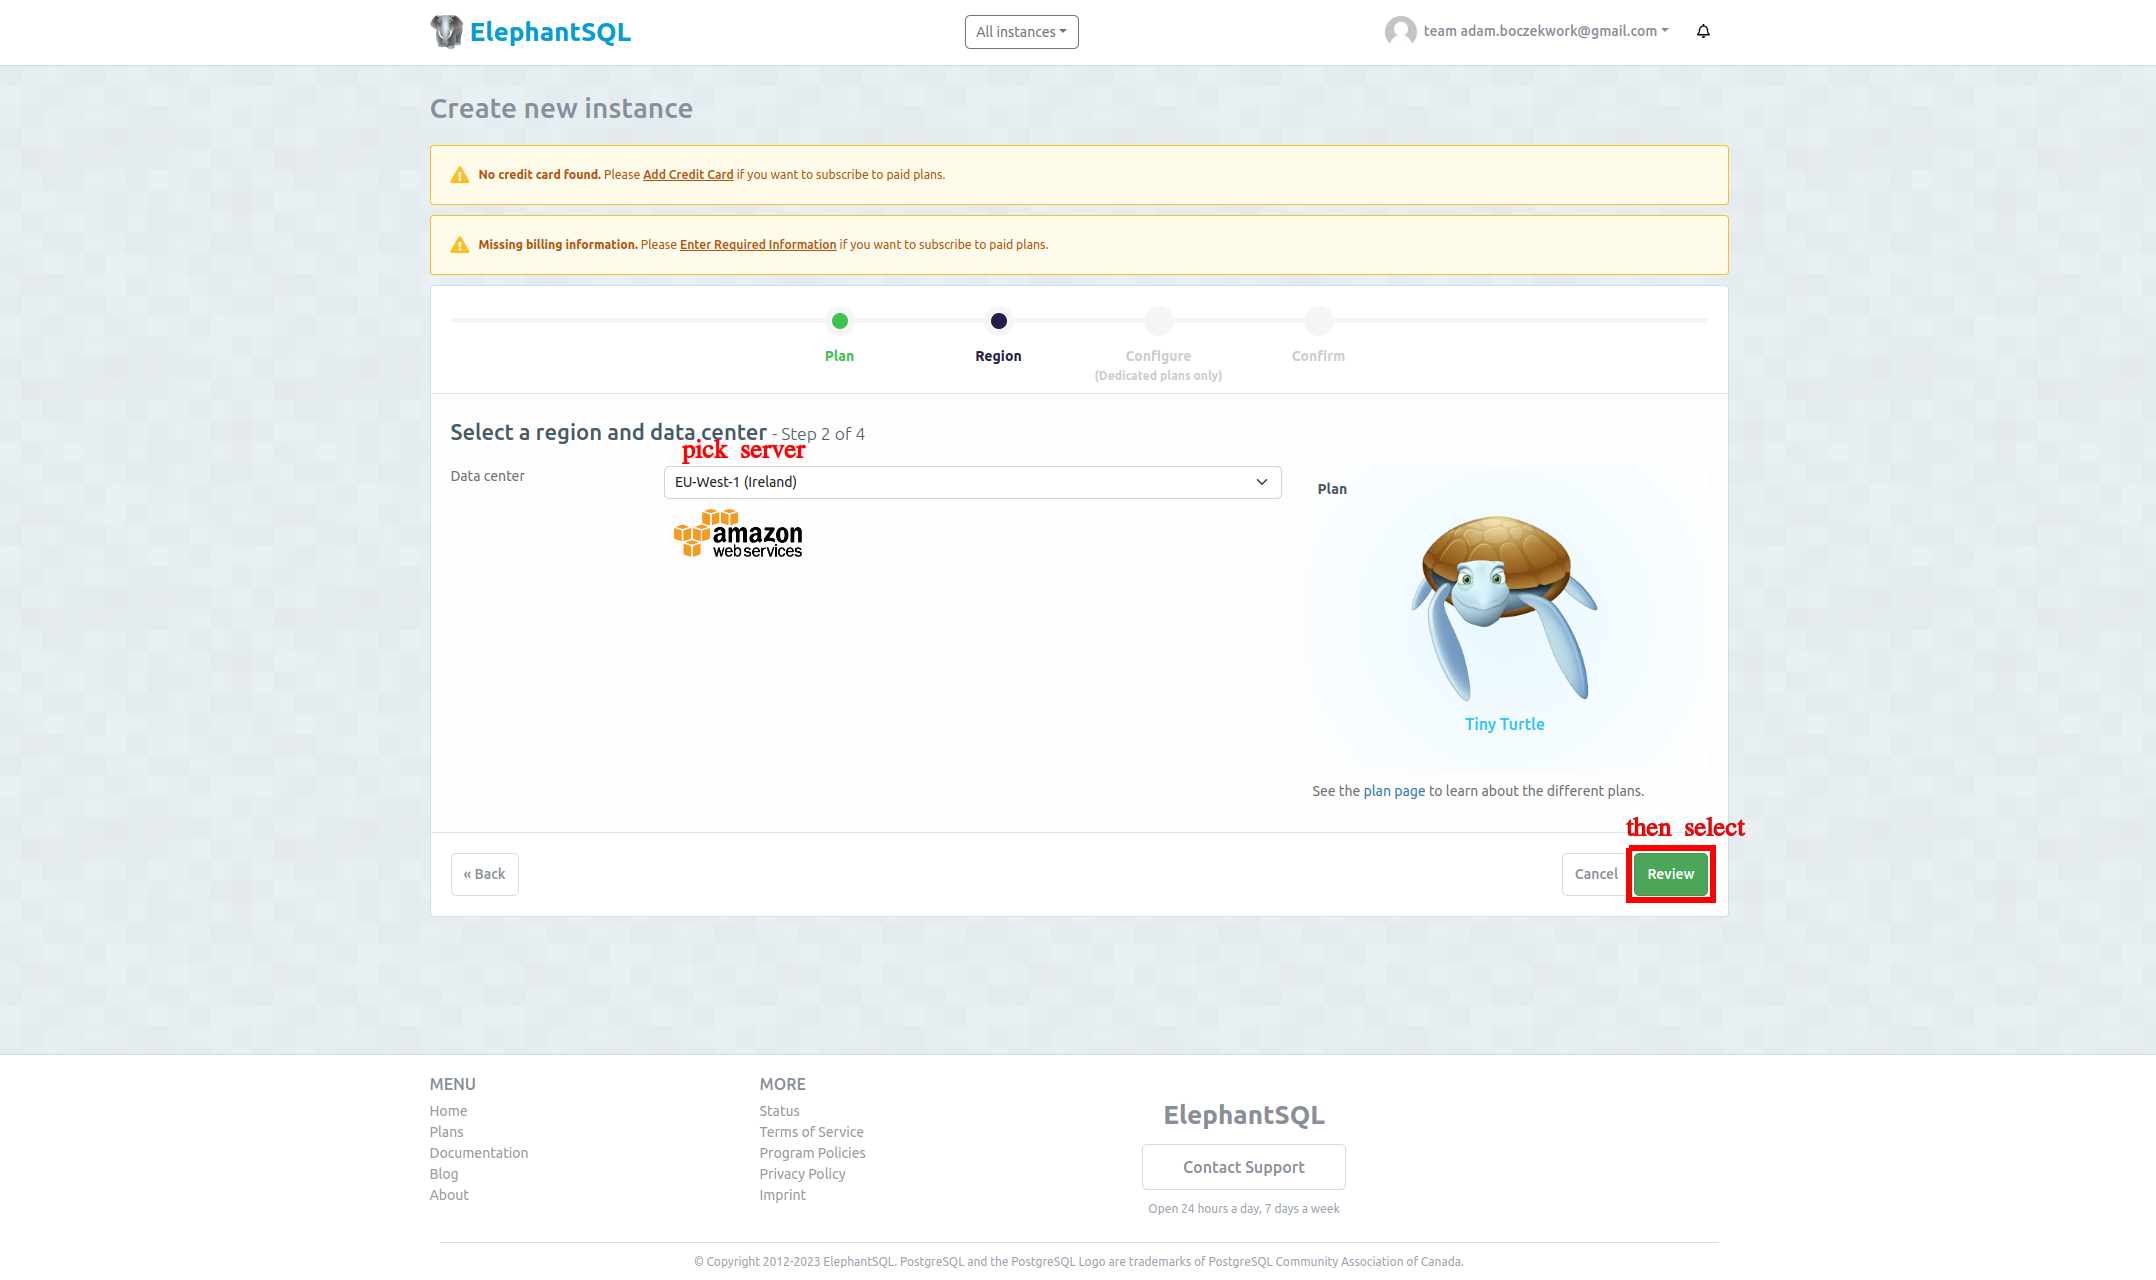 ElephantSQL
All instances
team adam.boczekwork@gmail.com
Create new instance
No credit card found. Please Add Credit Card if you want to subscribe to paid plans.
Missing billing information. Please Enter Required Information if you want to subscribe to paid plans.
Plan
Region
Configure
(Dedicated plans only)
Confirm
Select a region and data center - Step 2 of 4
pick server
Data center
EU-West-1 (Ireland)
amazon
web services
Plan
Tiny Turtle
See the plan page to learn about the different plans.
then select
« Back
Cancel
Review
MENU
Home
Plans
Documentation
Blog
About
MORE
Status
Terms of Service
Program Policies
Privacy Policy
Imprint
ElephantSQL
Contact Support
Open 24 hours a day, 7 days a week
© Copyright 2012-2023 ElephantSQL. PostgreSQL and the PostgreSQL Logo are trademarks of PostgreSQL Community Association of Canada.